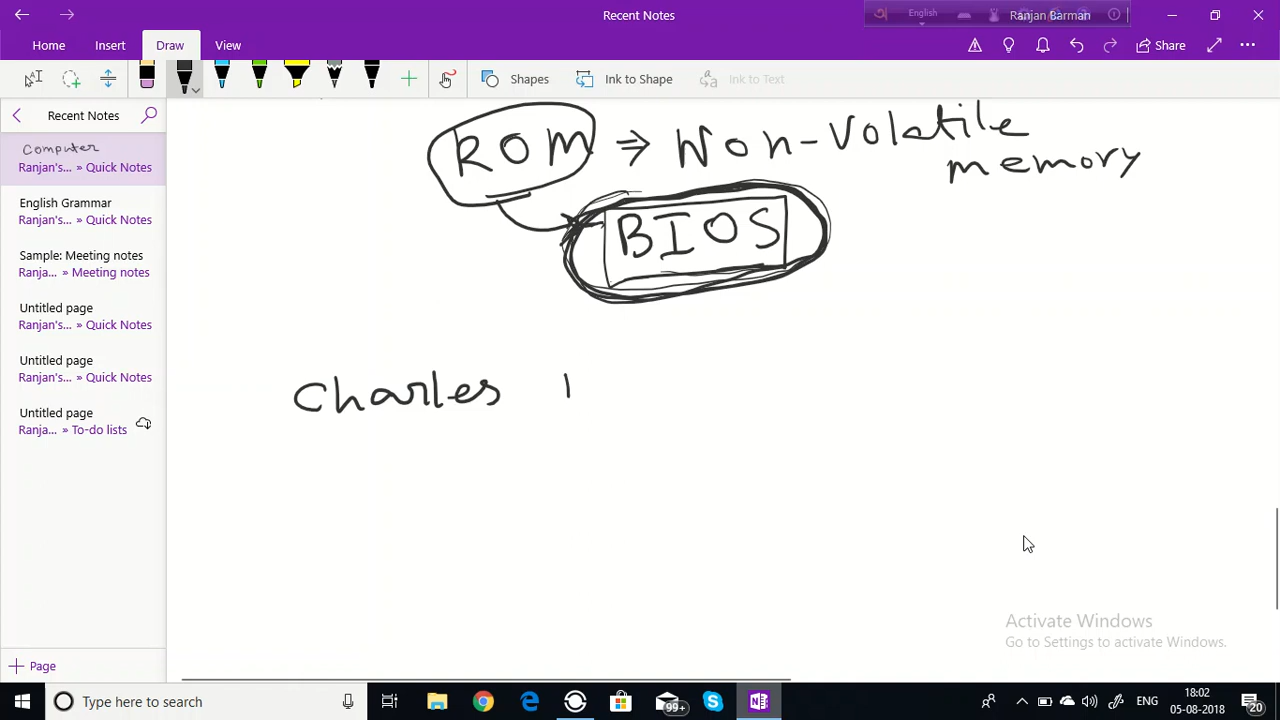 Recent Notes
English
Ranjan Barman
Home Insert Draw View
Share
Shapes Ink to Shape Ink to Text
Recent Notes
Computer
Ranjan's... » Quick Notes
English Grammar
Ranjan's... » Quick Notes
Sample: Meeting notes
Ranja... » Meeting notes
Untitled page
Ranjan's... » Quick Notes
Untitled page
Ranjan's... » Quick Notes
Untitled page
Ranja... » To-do lists
Page
ROM ⇒ Non-Volatile
memory
BIOS
Charles
Activate Windows
Go to Settings to activate Windows.
Type here to search
99+
ENG
18:02
05-08-2018
20